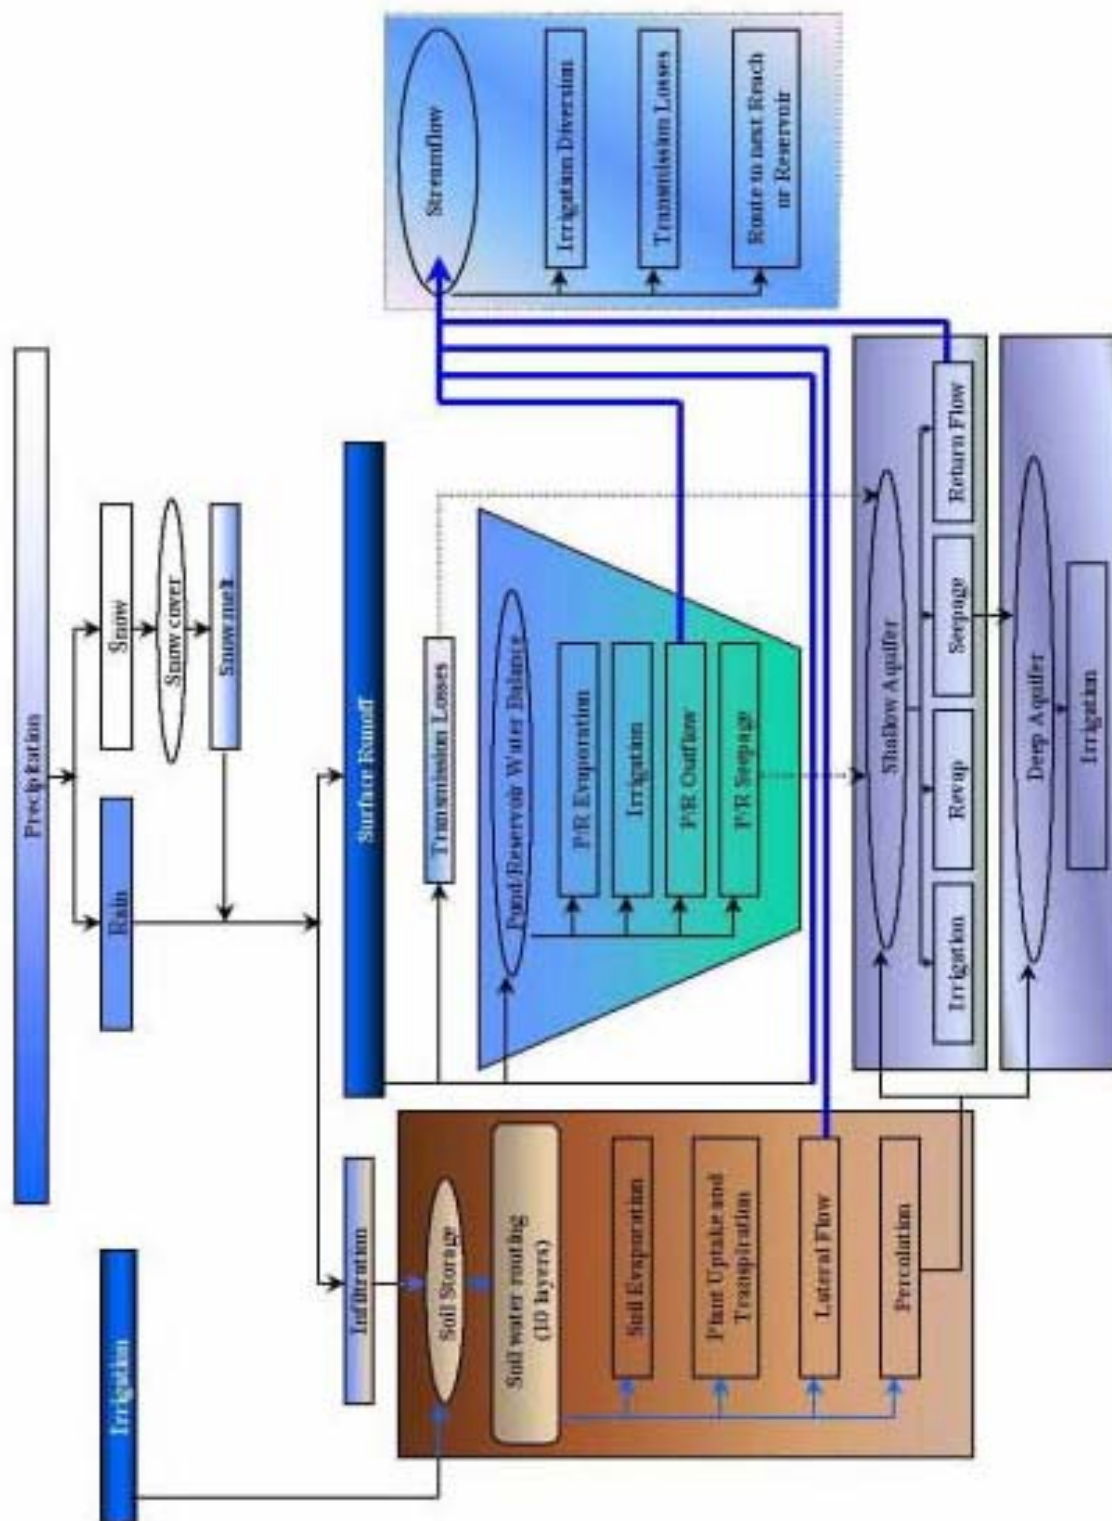 Precipitation
Irrigation
Rain
Snow
Snow cover
Snow melt
Infiltration
Surface Runoff
Soil Storage
Soil water routing
(10 layers)
Soil Evaporation
Plant Uptake and
Transpiration
Lateral Flow
Percolation
Transmission Losses
Pond/Reservoir Water Balance
P/R Evaporation
Irrigation
P/R Outflow
P/R Seepage
Streamflow
Irrigation Diversion
Transmission Losses
Route to next Reach
or Reservoir
Shallow Aquifer
Irrigation
Revap
Seepage
Return Flow
Deep Aquifer
Irrigation